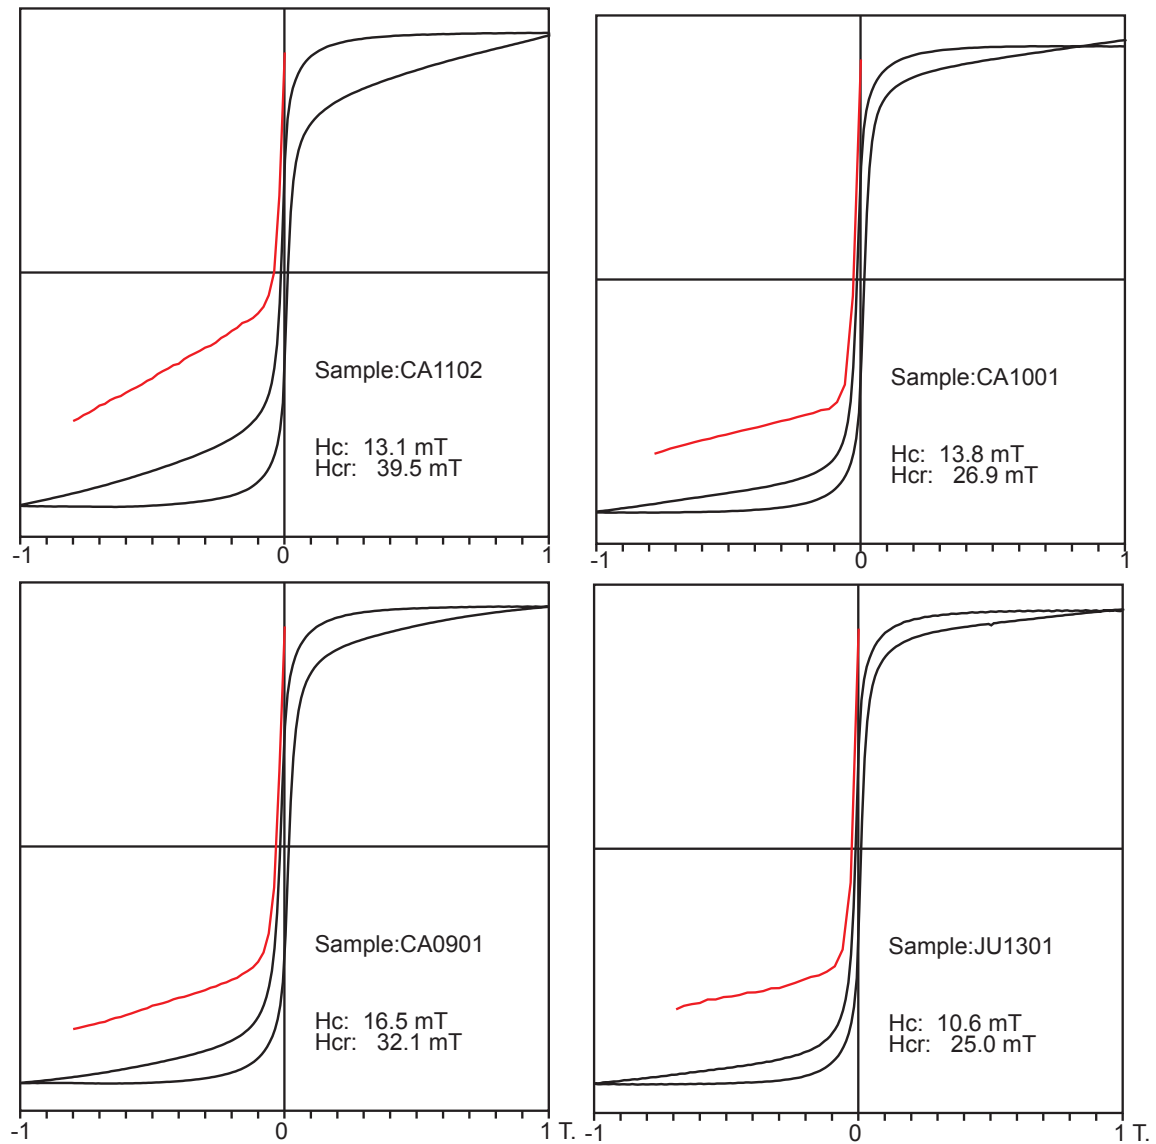 Sample:CA1102
Hc: 13.1 mT
Hcr: 39.5 mT
-1 0 1
Sample:CA1001
Hc: 13.8 mT
Hcr: 26.9 mT
-1 0 1
Sample:CA0901
Hc: 16.5 mT
Hcr: 32.1 mT
-1 0 1 T.
Sample:JU1301
Hc: 10.6 mT
Hcr: 25.0 mT
-1 0 1 T.